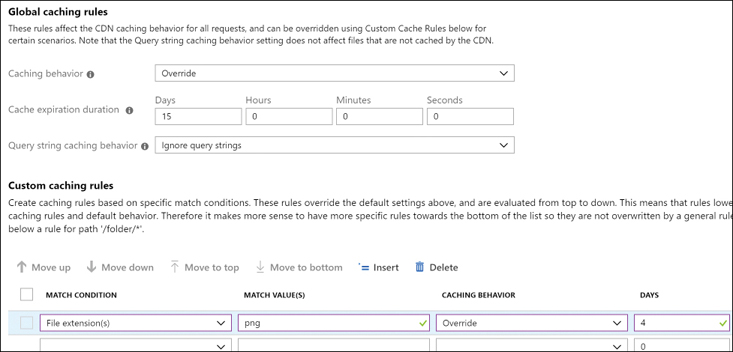 Global caching rules
These rules affect the CDN caching behavior for all requests, and can be overridden using Custom Cache Rules below for
certain scenarios. Note that the Query string caching behavior setting does not affect files that are not cached by the CDN.
Caching behavior
Override
Days Hours Minutes Seconds
Cache expiration duration
15 0 0 0
Query string caching behavior
Ignore query strings
Custom caching rules
Create caching rules based on specific match conditions. These rules override the default settings above, and are evaluated from top to down. This means that rules lowe
caching rules and default behavior. Therefore it makes more sense to have more specific rules towards the bottom of the list so they are not overwritten by a general rul
below a rule for path '/folder/*'.
Move up Move down Move to top Move to bottom Insert Delete
MATCH CONDITION MATCH VALUE(S) CACHING BEHAVIOR DAYS
File extension(s) png Override 4
0